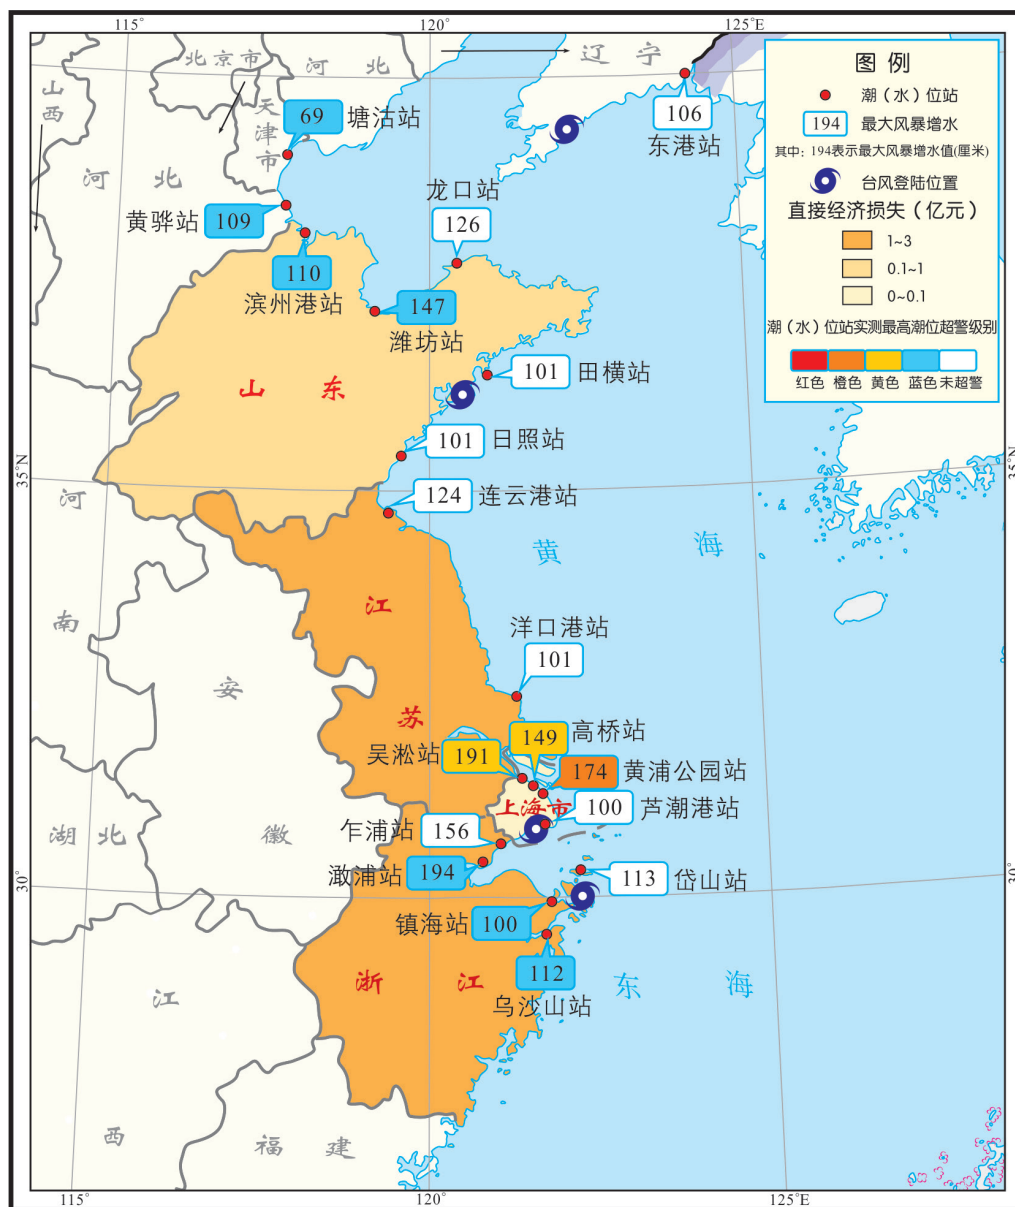 115°
120°
125°E
北京市
河 北
辽 宁
山西
天津市
69
塘沽站
106
东港站
图 例
潮（水）位站
194
最大风暴增水
其中：194表示最大风暴增水值(厘米)
台风登陆位置
直接经济损失（亿元）
1~3
0.1~1
0~0.1
潮（水）位站实测最高潮位超警级别
红色 橙色 黄色 蓝色 未超警
河 北
黄骅站
109
龙口站
126
110
滨州港站
147
潍坊站
山 东
101
田横站
101
日照站
35°N
35°N
河
南
124
连云港站
黄 海
江
苏
洋口港站
101
安
徽
高桥站
149
吴淞站
191
174
黄浦公园站
上海市
100
芦潮港站
湖 北
乍浦站
156
澉浦站
194
113
岱山站
30°
30°
镇海站
100
112
乌沙山站
浙 江
东 海
江
西
福 建
115°
120°
125°E